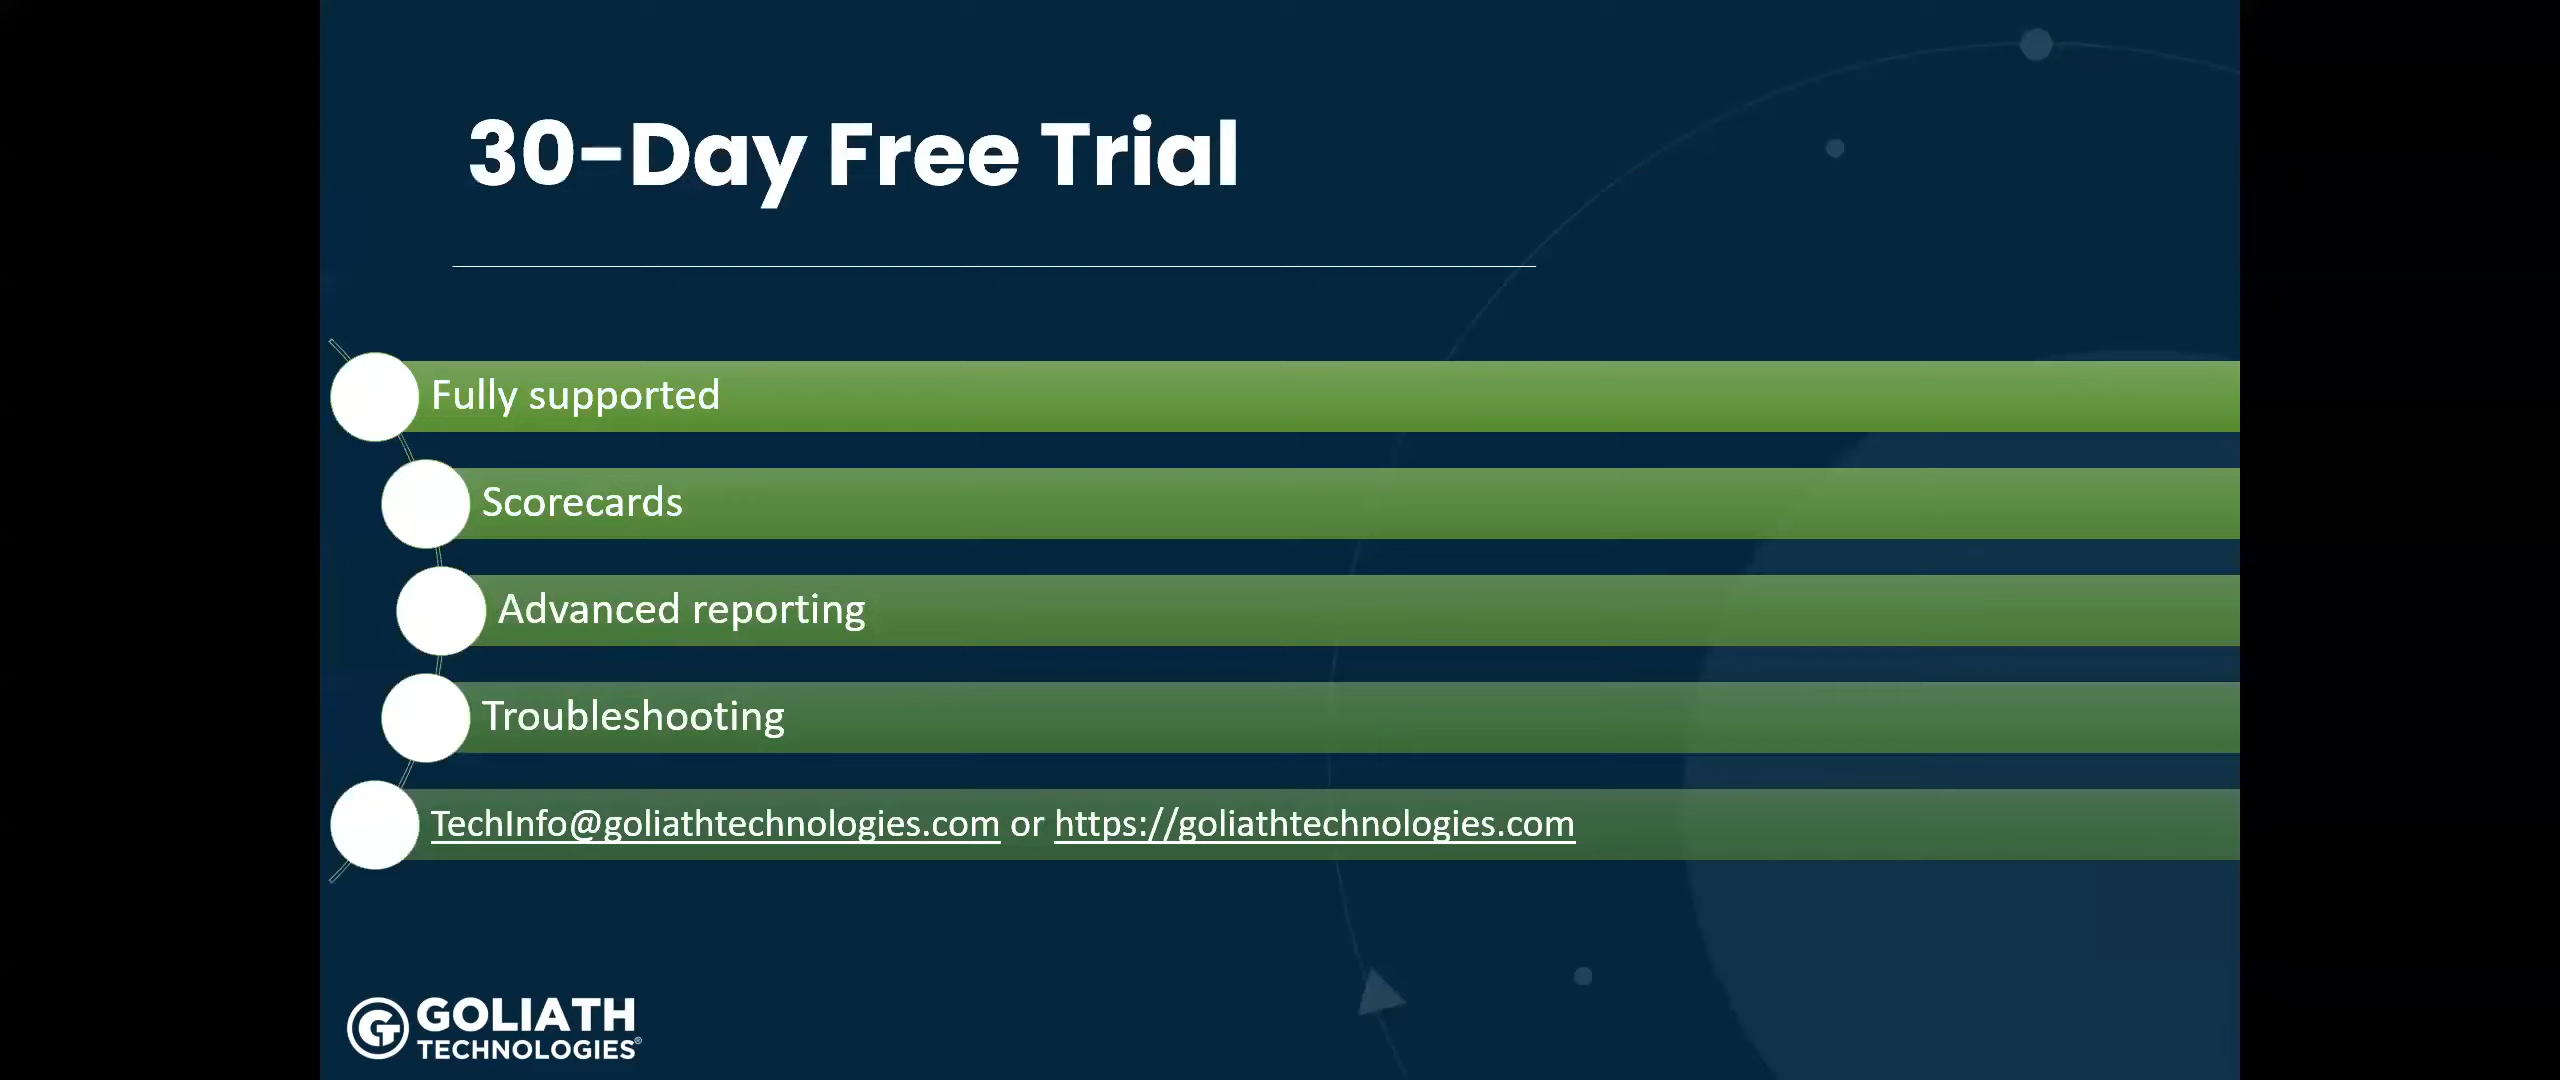 30-Day Free Trial
Fully supported
Scorecards
Advanced reporting
Troubleshooting
TechInfo@goliathtechnologies.com or https://goliathtechnologies.com
GOLIATH
TECHNOLOGIES®